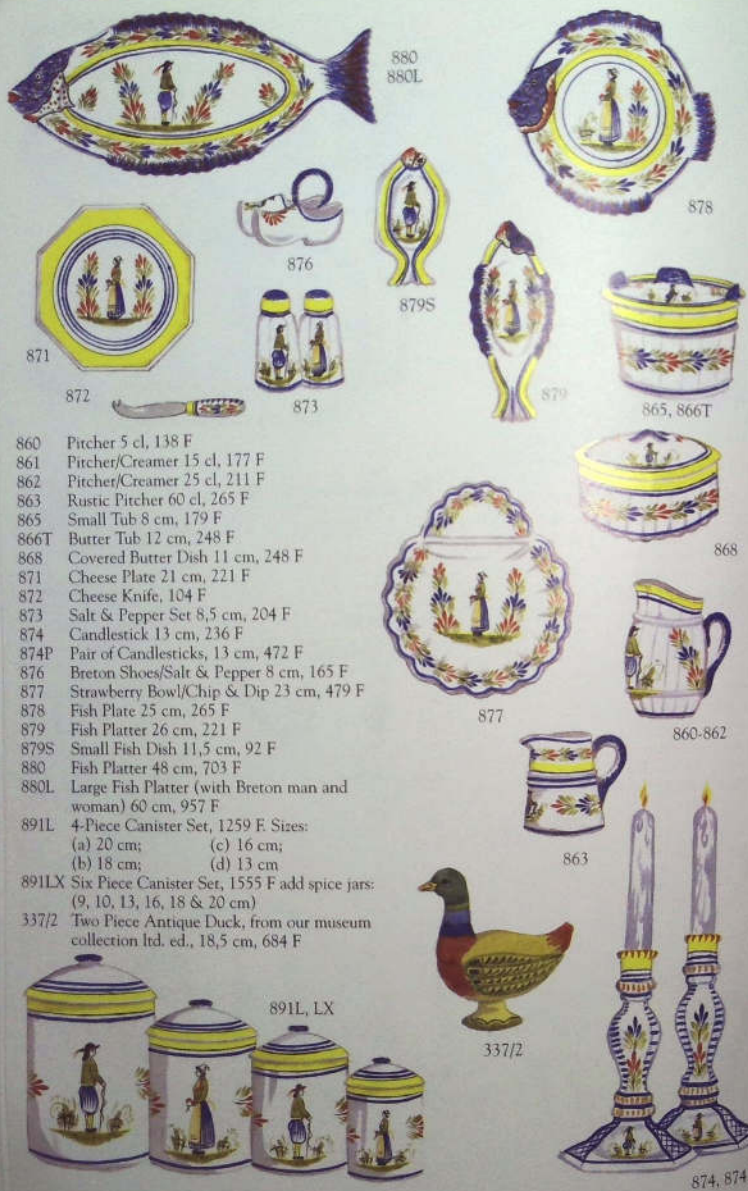 880
880L
878
876
879S
871
872
873
879
865, 866T
860 Pitcher 5 cl, 138 F
861 Pitcher/Creamer 15 cl, 177 F
862 Pitcher/Creamer 25 cl, 211 F
863 Rustic Pitcher 60 cl, 265 F
865 Small Tub 8 cm, 179 F
866T Butter Tub 12 cm, 248 F
868 Covered Butter Dish 11 cm, 248 F
871 Cheese Plate 21 cm, 221 F
872 Cheese Knife, 104 F
873 Salt & Pepper Set 8,5 cm, 204 F
874 Candlestick 13 cm, 236 F
874P Pair of Candlesticks, 13 cm, 472 F
876 Breton Shoes/Salt & Pepper 8 cm, 165 F
877 Strawberry Bowl/Chip & Dip 23 cm, 479 F
878 Fish Plate 25 cm, 265 F
879 Fish Platter 26 cm, 221 F
879S Small Fish Dish 11,5 cm, 92 F
880 Fish Platter 48 cm, 703 F
880L Large Fish Platter (with Breton man and
woman) 60 cm, 957 F
891L 4-Piece Canister Set, 1259 F. Sizes:
(a) 20 cm; (c) 16 cm;
(b) 18 cm; (d) 13 cm
891LX Six Piece Canister Set, 1555 F add spice jars:
(9, 10, 13, 16, 18 & 20 cm)
337/2 Two Piece Antique Duck, from our museum
collection ltd. ed., 18,5 cm, 684 F
868
877
860-862
863
891L, LX
337/2
874, 874